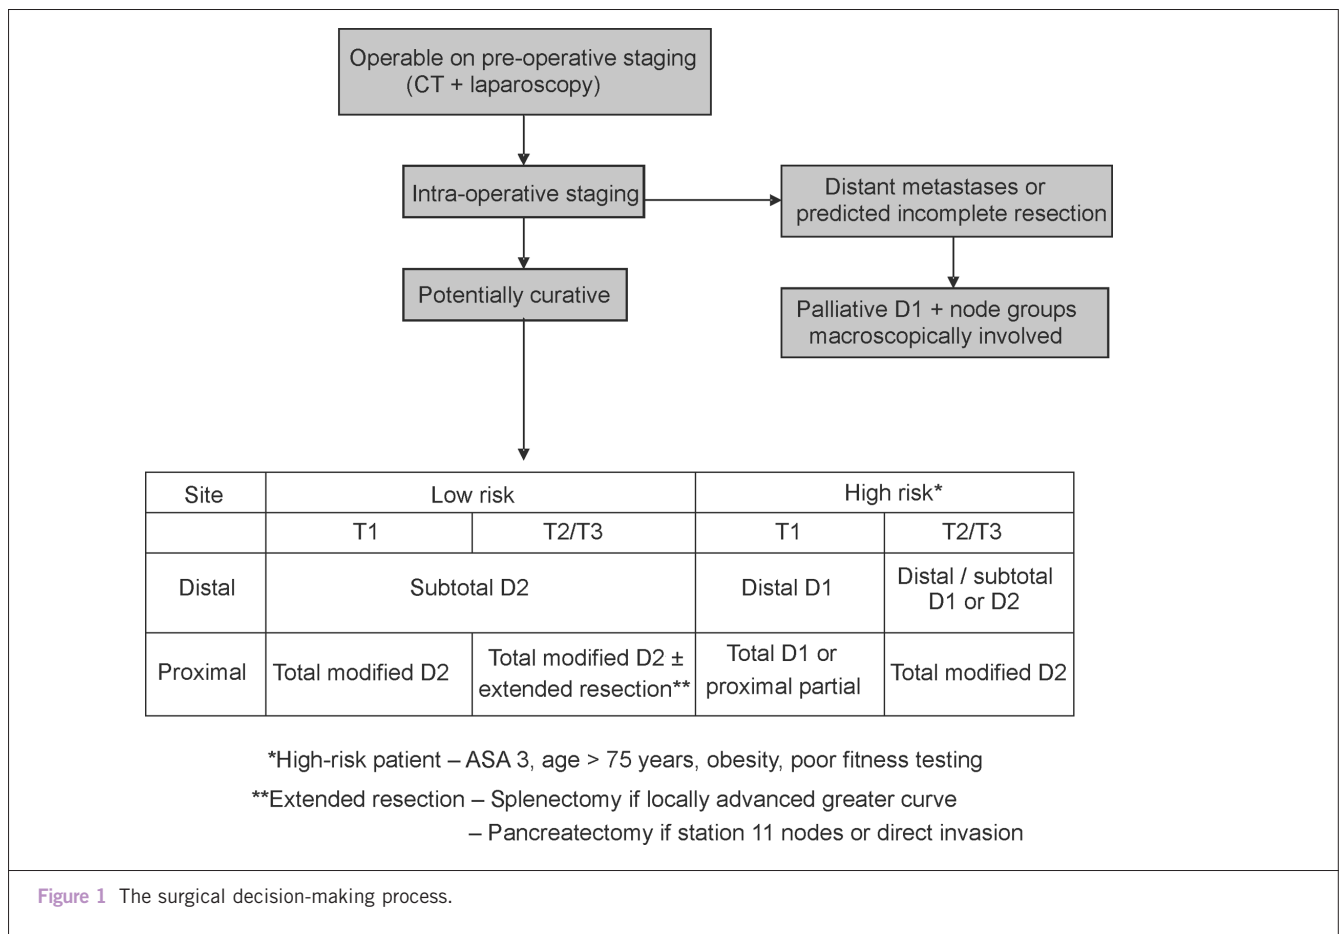 Operable on pre-operative staging
(CT + laparoscopy)
Intra-operative staging
Distant metastases or
predicted incomplete resection
Potentially curative
Palliative D1 + node groups
macroscopically involved
Site Low risk High risk*
T1 T2/T3 T1 T2/T3
Distal Subtotal D2 Distal D1 Distal / subtotal
D1 or D2
Proximal Total modified D2 Total modified D2 ±
extended resection** Total D1 or
proximal partial Total modified D2
*High-risk patient – ASA 3, age > 75 years, obesity, poor fitness testing
**Extended resection – Splenectomy if locally advanced greater curve
– Pancreatectomy if station 11 nodes or direct invasion
Figure 1 The surgical decision-making process.